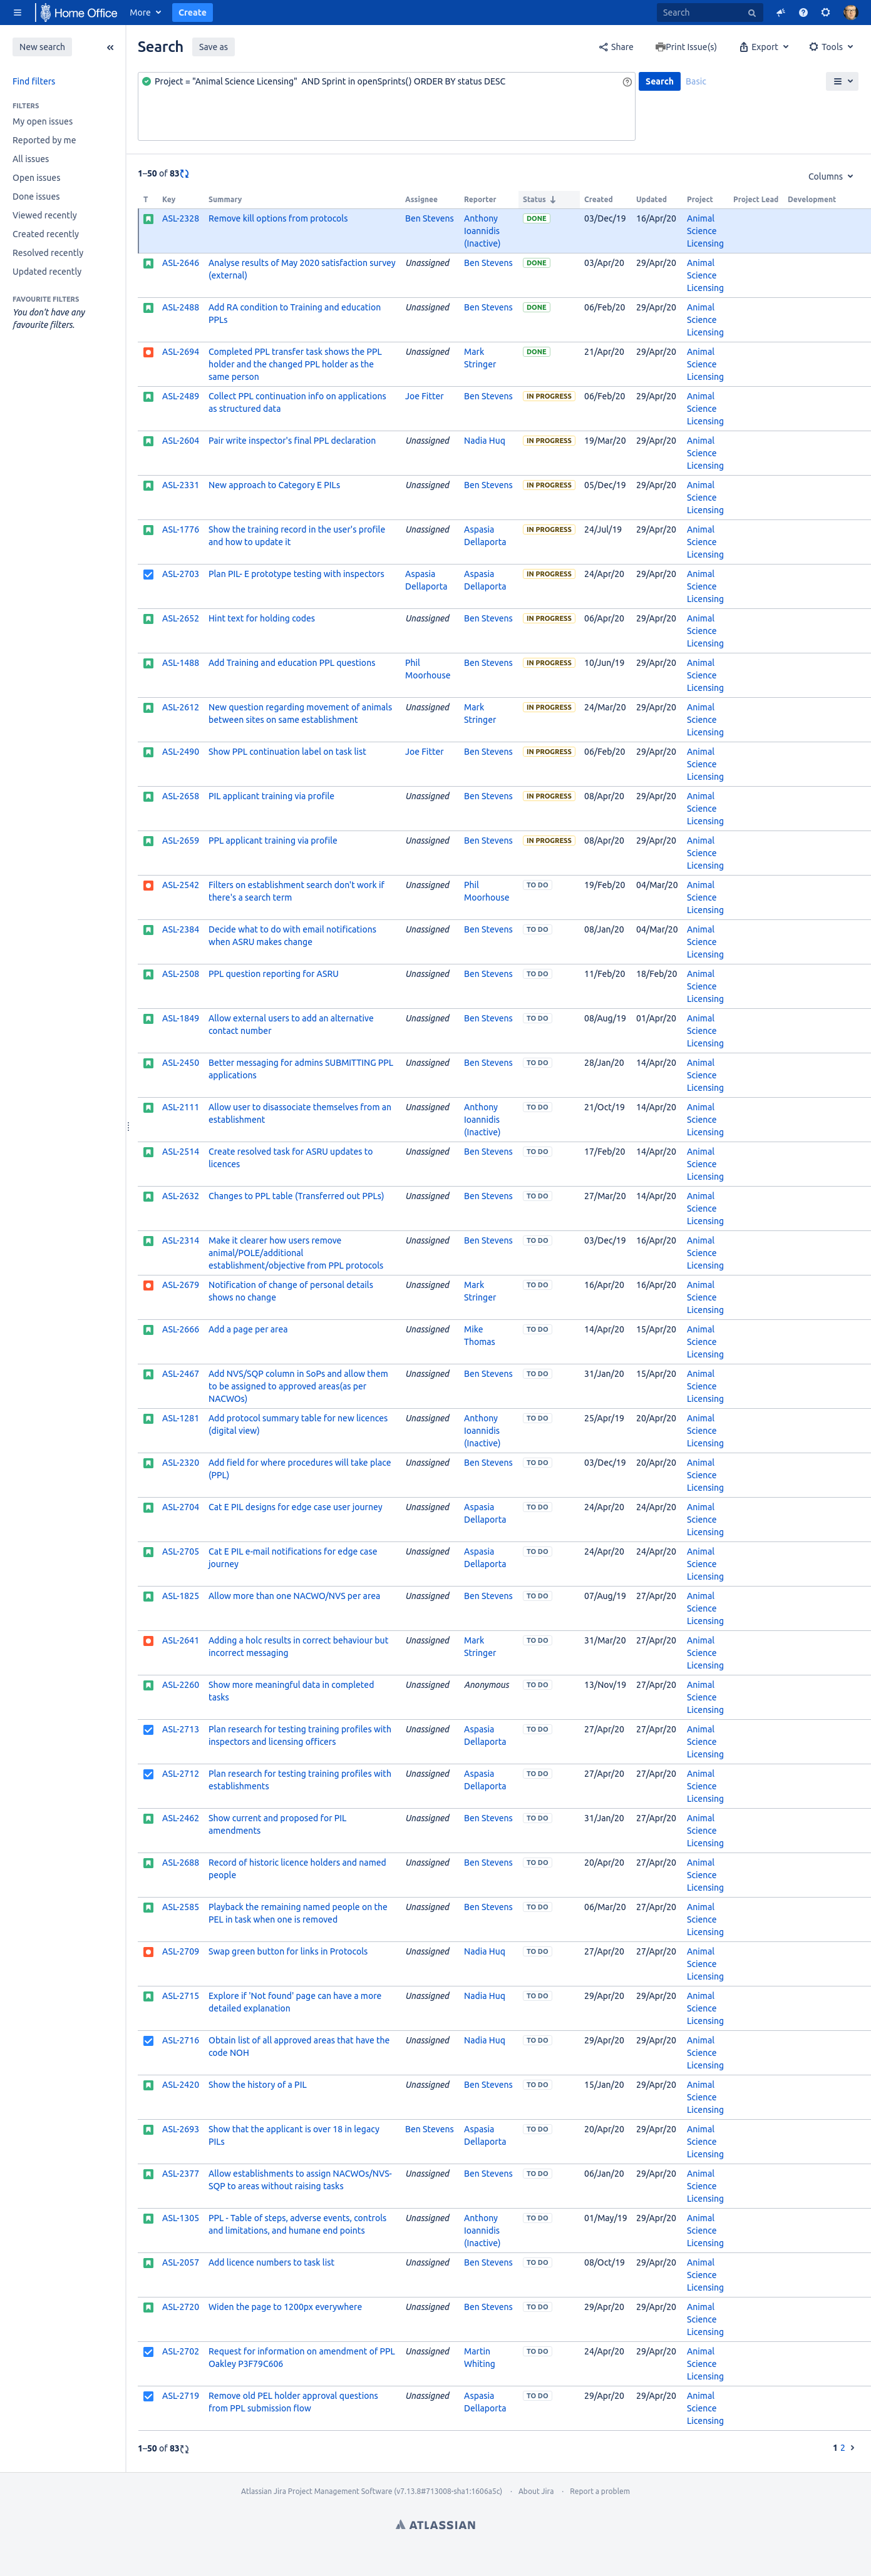 Home Office More Create Search
New search
Find filters
FILTERS
My open issues
Reported by me
All issues
Open issues
Done issues
Viewed recently
Created recently
Resolved recently
Updated recently
FAVOURITE FILTERS
You don't have any
favourite filters.
Search Save as Share Print Issue(s) Export Tools
Project = "Animal Science Licensing" AND Sprint in openSprints() ORDER BY status DESC Search Basic
1–50 of 83 Columns
T Key Summary Assignee Reporter Status Created Updated Project Project Lead Development
ASL-2328 Remove kill options from protocols Ben Stevens Anthony Ioannidis (Inactive) DONE 03/Dec/19 16/Apr/20 Animal Science Licensing
ASL-2646 Analyse results of May 2020 satisfaction survey (external) Unassigned Ben Stevens DONE 03/Apr/20 29/Apr/20 Animal Science Licensing
ASL-2488 Add RA condition to Training and education PPLs Unassigned Ben Stevens DONE 06/Feb/20 29/Apr/20 Animal Science Licensing
ASL-2694 Completed PPL transfer task shows the PPL holder and the changed PPL holder as the same person Unassigned Mark Stringer DONE 21/Apr/20 29/Apr/20 Animal Science Licensing
ASL-2489 Collect PPL continuation info on applications as structured data Joe Fitter Ben Stevens IN PROGRESS 06/Feb/20 29/Apr/20 Animal Science Licensing
ASL-2604 Pair write inspector's final PPL declaration Unassigned Nadia Huq IN PROGRESS 19/Mar/20 29/Apr/20 Animal Science Licensing
ASL-2331 New approach to Category E PILs Unassigned Ben Stevens IN PROGRESS 05/Dec/19 29/Apr/20 Animal Science Licensing
ASL-1776 Show the training record in the user's profile and how to update it Unassigned Aspasia Dellaporta IN PROGRESS 24/Jul/19 29/Apr/20 Animal Science Licensing
ASL-2703 Plan PIL- E prototype testing with inspectors Aspasia Dellaporta Aspasia Dellaporta IN PROGRESS 24/Apr/20 29/Apr/20 Animal Science Licensing
ASL-2652 Hint text for holding codes Unassigned Ben Stevens IN PROGRESS 06/Apr/20 29/Apr/20 Animal Science Licensing
ASL-1488 Add Training and education PPL questions Phil Moorhouse Ben Stevens IN PROGRESS 10/Jun/19 29/Apr/20 Animal Science Licensing
ASL-2612 New question regarding movement of animals between sites on same establishment Unassigned Mark Stringer IN PROGRESS 24/Mar/20 29/Apr/20 Animal Science Licensing
ASL-2490 Show PPL continuation label on task list Joe Fitter Ben Stevens IN PROGRESS 06/Feb/20 29/Apr/20 Animal Science Licensing
ASL-2658 PIL applicant training via profile Unassigned Ben Stevens IN PROGRESS 08/Apr/20 29/Apr/20 Animal Science Licensing
ASL-2659 PPL applicant training via profile Unassigned Ben Stevens IN PROGRESS 08/Apr/20 29/Apr/20 Animal Science Licensing
ASL-2542 Filters on establishment search don't work if there's a search term Unassigned Phil Moorhouse TO DO 19/Feb/20 04/Mar/20 Animal Science Licensing
ASL-2384 Decide what to do with email notifications when ASRU makes change Unassigned Ben Stevens TO DO 08/Jan/20 04/Mar/20 Animal Science Licensing
ASL-2508 PPL question reporting for ASRU Unassigned Ben Stevens TO DO 11/Feb/20 18/Feb/20 Animal Science Licensing
ASL-1849 Allow external users to add an alternative contact number Unassigned Ben Stevens TO DO 08/Aug/19 01/Apr/20 Animal Science Licensing
ASL-2450 Better messaging for admins SUBMITTING PPL applications Unassigned Ben Stevens TO DO 28/Jan/20 14/Apr/20 Animal Science Licensing
ASL-2111 Allow user to disassociate themselves from an establishment Unassigned Anthony Ioannidis (Inactive) TO DO 21/Oct/19 14/Apr/20 Animal Science Licensing
ASL-2514 Create resolved task for ASRU updates to licences Unassigned Ben Stevens TO DO 17/Feb/20 14/Apr/20 Animal Science Licensing
ASL-2632 Changes to PPL table (Transferred out PPLs) Unassigned Ben Stevens TO DO 27/Mar/20 14/Apr/20 Animal Science Licensing
ASL-2314 Make it clearer how users remove animal/POLE/additional establishment/objective from PPL protocols Unassigned Ben Stevens TO DO 03/Dec/19 16/Apr/20 Animal Science Licensing
ASL-2679 Notification of change of personal details shows no change Unassigned Mark Stringer TO DO 16/Apr/20 16/Apr/20 Animal Science Licensing
ASL-2666 Add a page per area Unassigned Mike Thomas TO DO 14/Apr/20 15/Apr/20 Animal Science Licensing
ASL-2467 Add NVS/SQP column in SoPs and allow them to be assigned to approved areas(as per NACWOs) Unassigned Ben Stevens TO DO 31/Jan/20 15/Apr/20 Animal Science Licensing
ASL-1281 Add protocol summary table for new licences (digital view) Unassigned Anthony Ioannidis (Inactive) TO DO 25/Apr/19 20/Apr/20 Animal Science Licensing
ASL-2320 Add field for where procedures will take place (PPL) Unassigned Ben Stevens TO DO 03/Dec/19 20/Apr/20 Animal Science Licensing
ASL-2704 Cat E PIL designs for edge case user journey Unassigned Aspasia Dellaporta TO DO 24/Apr/20 24/Apr/20 Animal Science Licensing
ASL-2705 Cat E PIL e-mail notifications for edge case journey Unassigned Aspasia Dellaporta TO DO 24/Apr/20 24/Apr/20 Animal Science Licensing
ASL-1825 Allow more than one NACWO/NVS per area Unassigned Ben Stevens TO DO 07/Aug/19 27/Apr/20 Animal Science Licensing
ASL-2641 Adding a holc results in correct behaviour but incorrect messaging Unassigned Mark Stringer TO DO 31/Mar/20 27/Apr/20 Animal Science Licensing
ASL-2260 Show more meaningful data in completed tasks Unassigned Anonymous TO DO 13/Nov/19 27/Apr/20 Animal Science Licensing
ASL-2713 Plan research for testing training profiles with inspectors and licensing officers Unassigned Aspasia Dellaporta TO DO 27/Apr/20 27/Apr/20 Animal Science Licensing
ASL-2712 Plan research for testing training profiles with establishments Unassigned Aspasia Dellaporta TO DO 27/Apr/20 27/Apr/20 Animal Science Licensing
ASL-2462 Show current and proposed for PIL amendments Unassigned Ben Stevens TO DO 31/Jan/20 27/Apr/20 Animal Science Licensing
ASL-2688 Record of historic licence holders and named people Unassigned Ben Stevens TO DO 20/Apr/20 27/Apr/20 Animal Science Licensing
ASL-2585 Playback the remaining named people on the PEL in task when one is removed Unassigned Ben Stevens TO DO 06/Mar/20 27/Apr/20 Animal Science Licensing
ASL-2709 Swap green button for links in Protocols Unassigned Nadia Huq TO DO 27/Apr/20 27/Apr/20 Animal Science Licensing
ASL-2715 Explore if 'Not found' page can have a more detailed explanation Unassigned Nadia Huq TO DO 29/Apr/20 29/Apr/20 Animal Science Licensing
ASL-2716 Obtain list of all approved areas that have the code NOH Unassigned Nadia Huq TO DO 29/Apr/20 29/Apr/20 Animal Science Licensing
ASL-2420 Show the history of a PIL Unassigned Ben Stevens TO DO 15/Jan/20 29/Apr/20 Animal Science Licensing
ASL-2693 Show that the applicant is over 18 in legacy PILs Ben Stevens Aspasia Dellaporta TO DO 20/Apr/20 29/Apr/20 Animal Science Licensing
ASL-2377 Allow establishments to assign NACWOs/NVS-SQP to areas without raising tasks Unassigned Ben Stevens TO DO 06/Jan/20 29/Apr/20 Animal Science Licensing
ASL-1305 PPL - Table of steps, adverse events, controls and limitations, and humane end points Unassigned Anthony Ioannidis (Inactive) TO DO 01/May/19 29/Apr/20 Animal Science Licensing
ASL-2057 Add licence numbers to task list Unassigned Ben Stevens TO DO 08/Oct/19 29/Apr/20 Animal Science Licensing
ASL-2720 Widen the page to 1200px everywhere Unassigned Ben Stevens TO DO 29/Apr/20 29/Apr/20 Animal Science Licensing
ASL-2702 Request for information on amendment of PPL Oakley P3F79C606 Unassigned Martin Whiting TO DO 24/Apr/20 29/Apr/20 Animal Science Licensing
ASL-2719 Remove old PEL holder approval questions from PPL submission flow Unassigned Aspasia Dellaporta TO DO 29/Apr/20 29/Apr/20 Animal Science Licensing
1–50 of 83 1 2
Atlassian Jira Project Management Software (v7.13.8#713008-sha1:1606a5c) · About Jira · Report a problem
ATLASSIAN